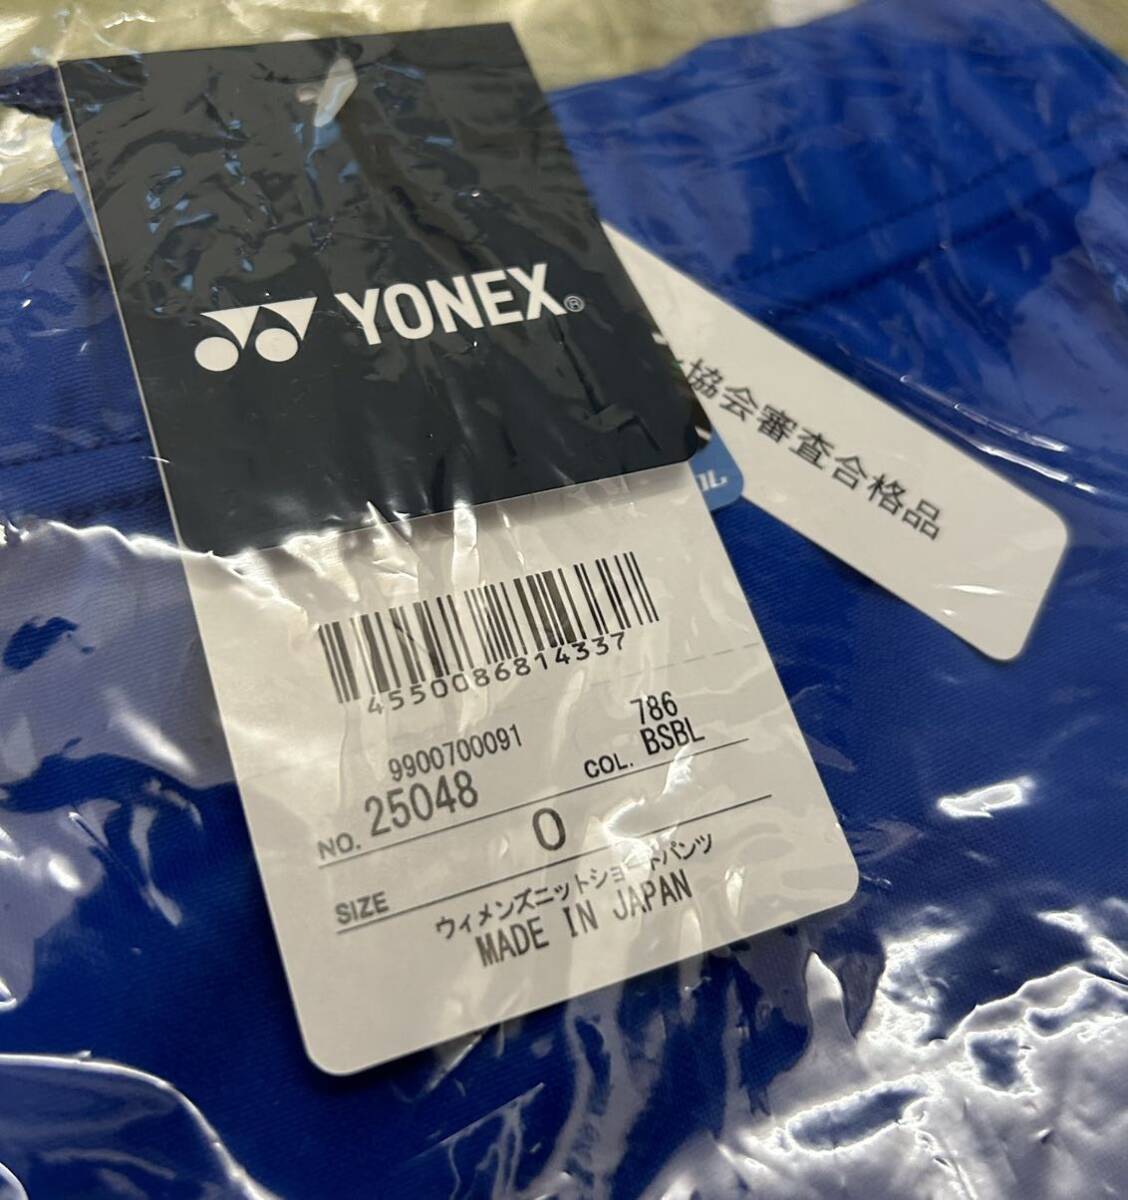 YONEX®
協会審査合格品
ル
4550086814337
9900700091
786
NO. 25048
COL. BSBL
SIZE 0
ウィメンズニットショートパンツ
MADE IN JAPAN